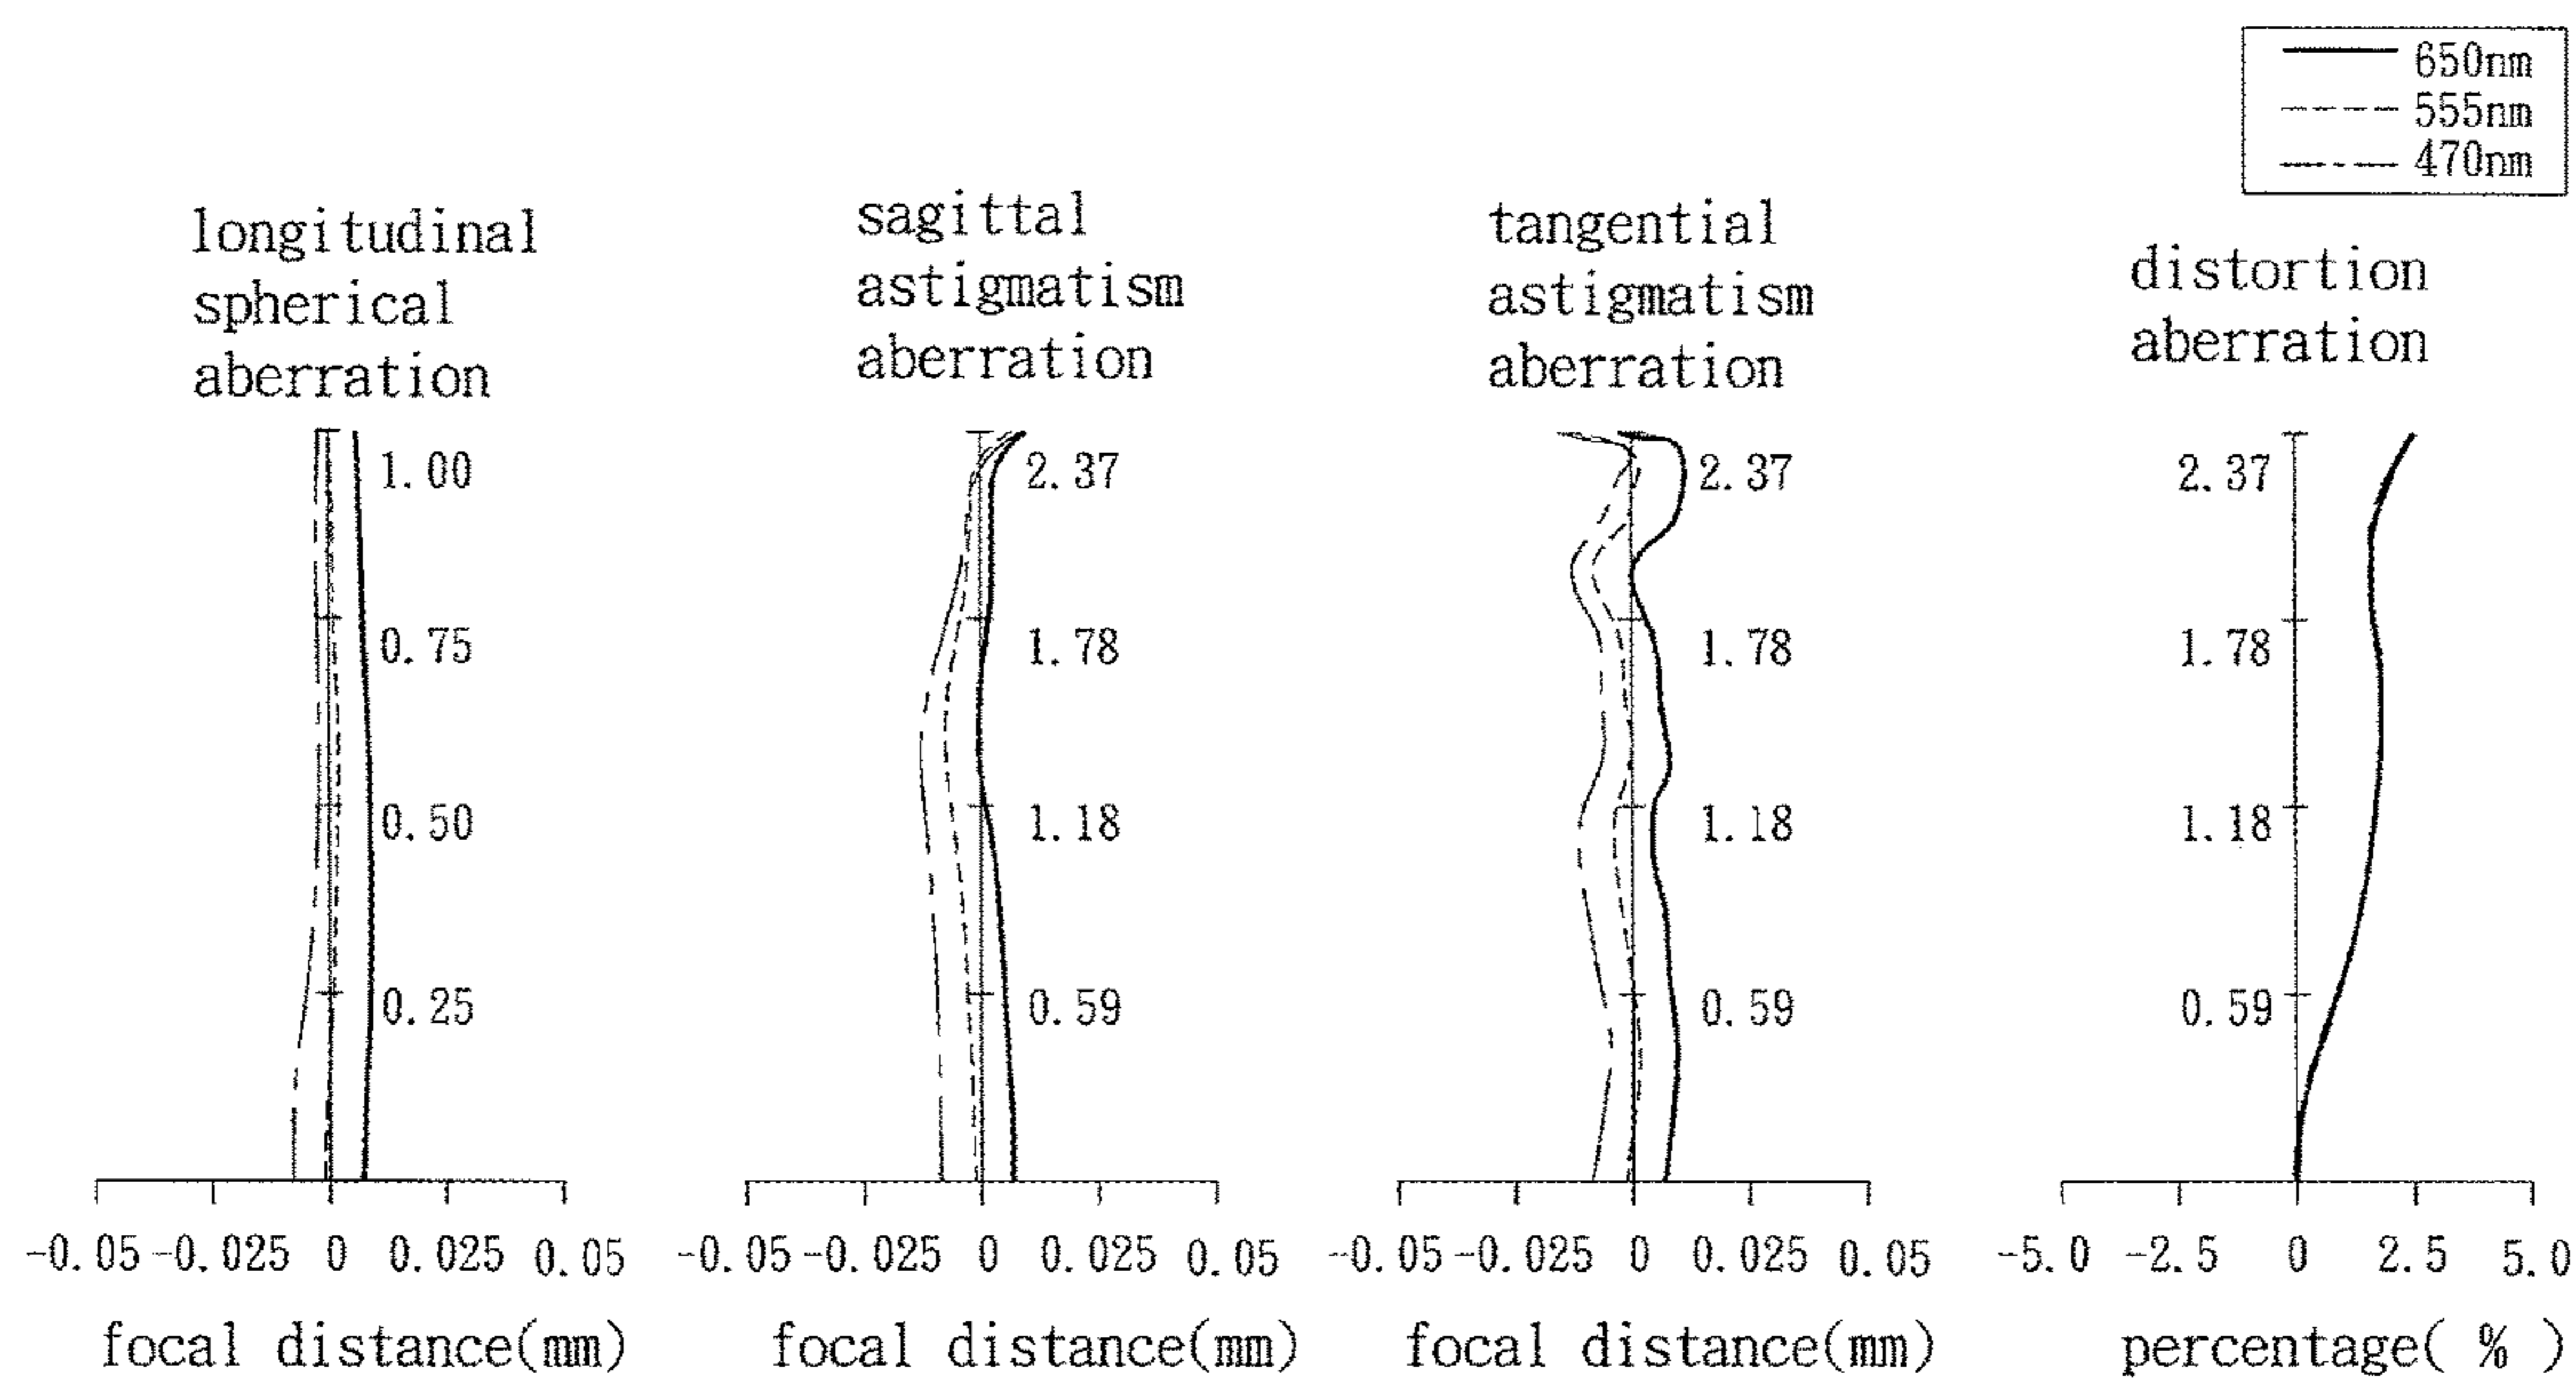 650nm
555nm
470nm
longitudinal
spherical
aberration
1.00
0.75
0.50
0.25
-0.05 -0.025 0 0.025 0.05
focal distance(mm)
sagittal
astigmatism
aberration
2.37
1.78
1.18
0.59
-0.05 -0.025 0 0.025 0.05
focal distance(mm)
tangential
astigmatism
aberration
2.37
1.78
1.18
0.59
-0.05 -0.025 0 0.025 0.05
focal distance(mm)
distortion
aberration
2.37
1.78
1.18
0.59
-5.0 -2.5 0 2.5 5.0
percentage( % )